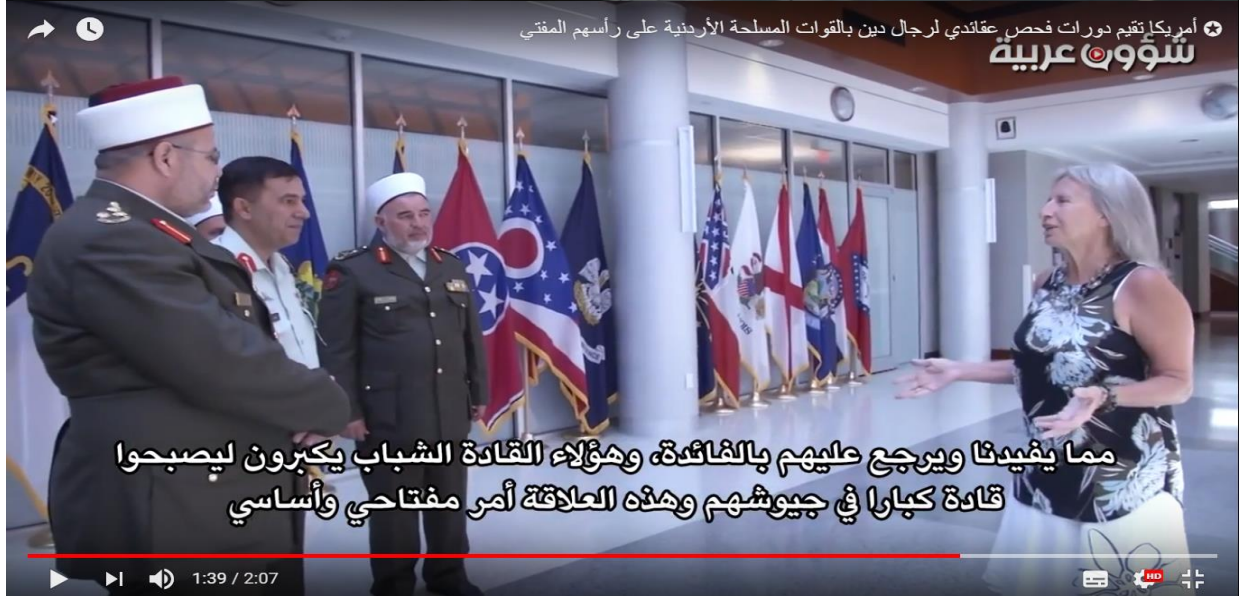 ✪ أمريكا تقيم دورات فحص عقائدي لرجال دين بالقوات المسلحة الأردنية على رأسهم المفتي
شؤون عربية
مما يفيدنا ويرجع عليهم بالفائدة، وهؤلاء القادة الشباب يكبرون ليصبحوا
قادة كبارا في جيوشهم وهذه العلاقة أمر مفتاحي وأساسي
1:39 / 2:07
HD